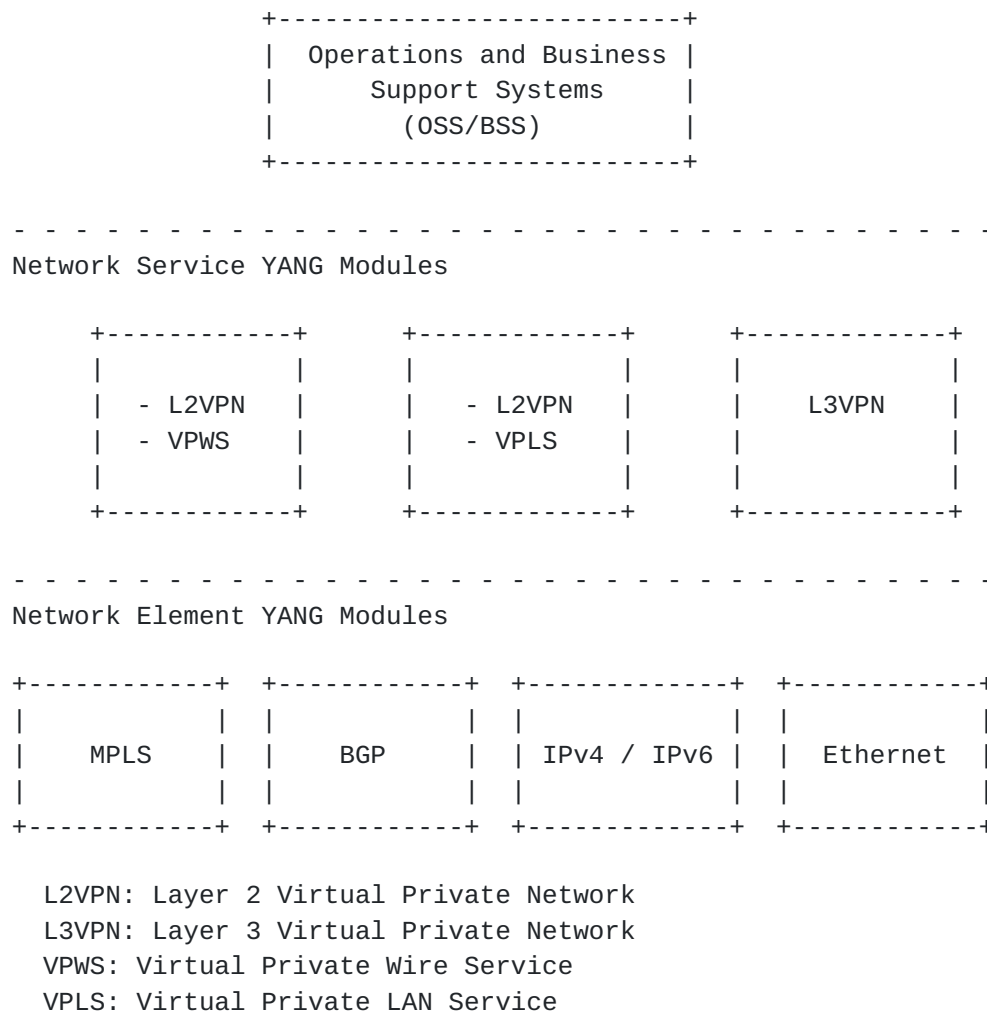 Operations and Business
Support Systems
(OSS/BSS)
Network Service YANG Modules
- L2VPN - L2VPN L3VPN
- VPWS - VPLS
Network Element YANG Modules
MPLS BGP IPv4 / IPv6 Ethernet
L2VPN: Layer 2 Virtual Private Network
L3VPN: Layer 3 Virtual Private Network
VPWS: Virtual Private Wire Service
VPLS: Virtual Private LAN Service